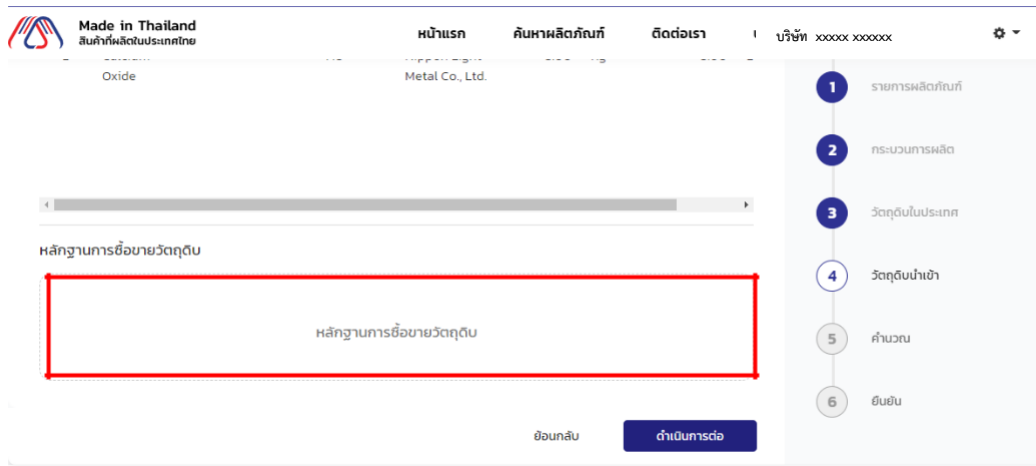 Made in Thailand
สินค้าที่ผลิตในประเทศไทย
หน้าแรก ค้นหาผลิตภัณฑ์ ติดต่อเรา
บริษัท xxxxx xxxxxx
Oxide Metal Co., Ltd.
1 รายการผลิตภัณฑ์
2 กระบวนการผลิต
3 วัตถุดิบในประเทศ
หลักฐานการซื้อขายวัตถุดิบ
4 วัตถุดิบนำเข้า
หลักฐานการซื้อขายวัตถุดิบ
5 คำนวณ
6 ยืนยัน
ย้อนกลับ ดำเนินการต่อ